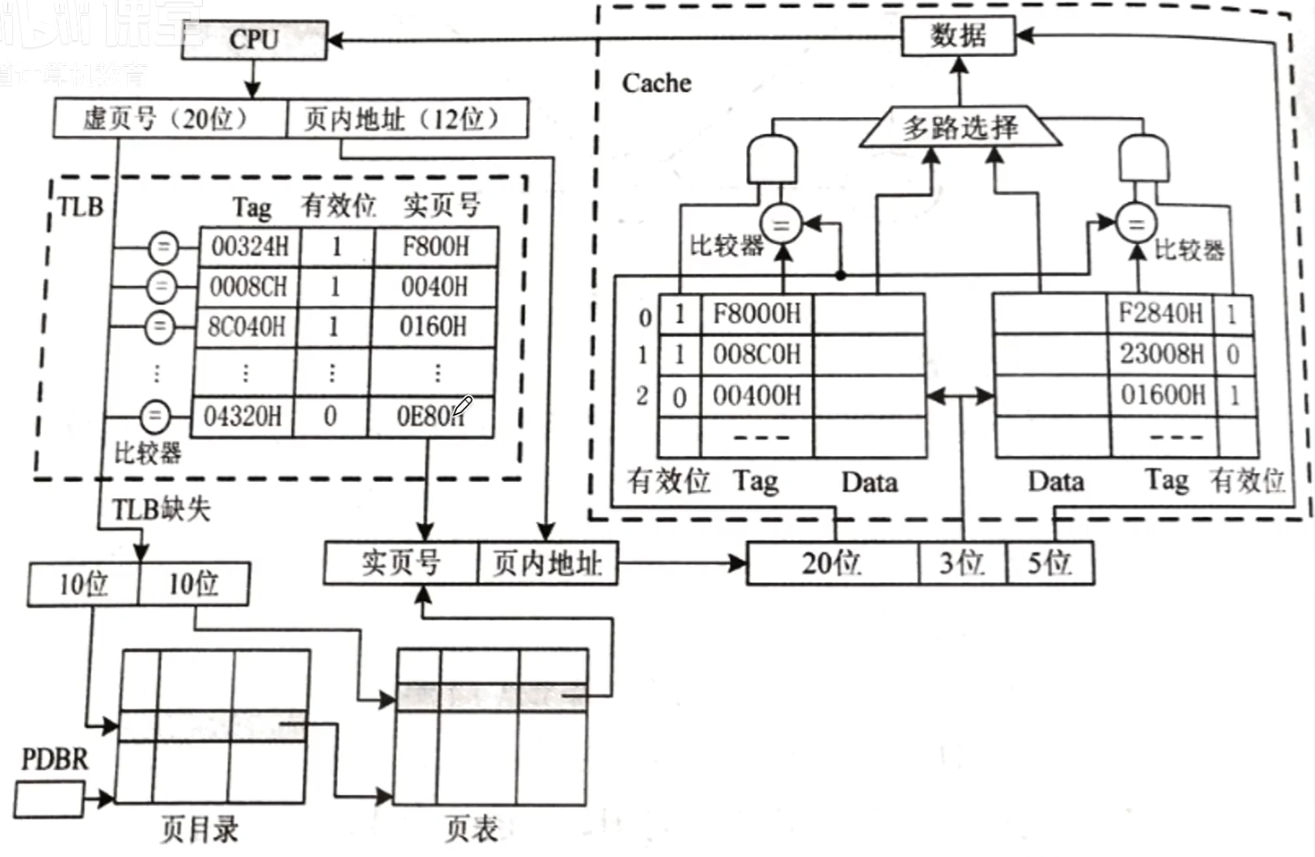 课堂
CPU
数据
Cache
虚页号（20位） 页内地址（12位）
多路选择
TLB Tag 有效位 实页号
00324H 1 F800H
0008CH 1 0040H
8C040H 1 0160H
⋮ ⋮ ⋮ ⋮
04320H 0 0E80H
比较器
= = = =
= =
比较器 比较器
0 1 F8000H F2840H 1
1 1 008C0H 23008H 0
2 0 00400H 01600H 1
--- ---
有效位 Tag Data Data Tag 有效位
TLB缺失
10位 10位
实页号 页内地址
20位 3位 5位
PDBR
页目录 页表